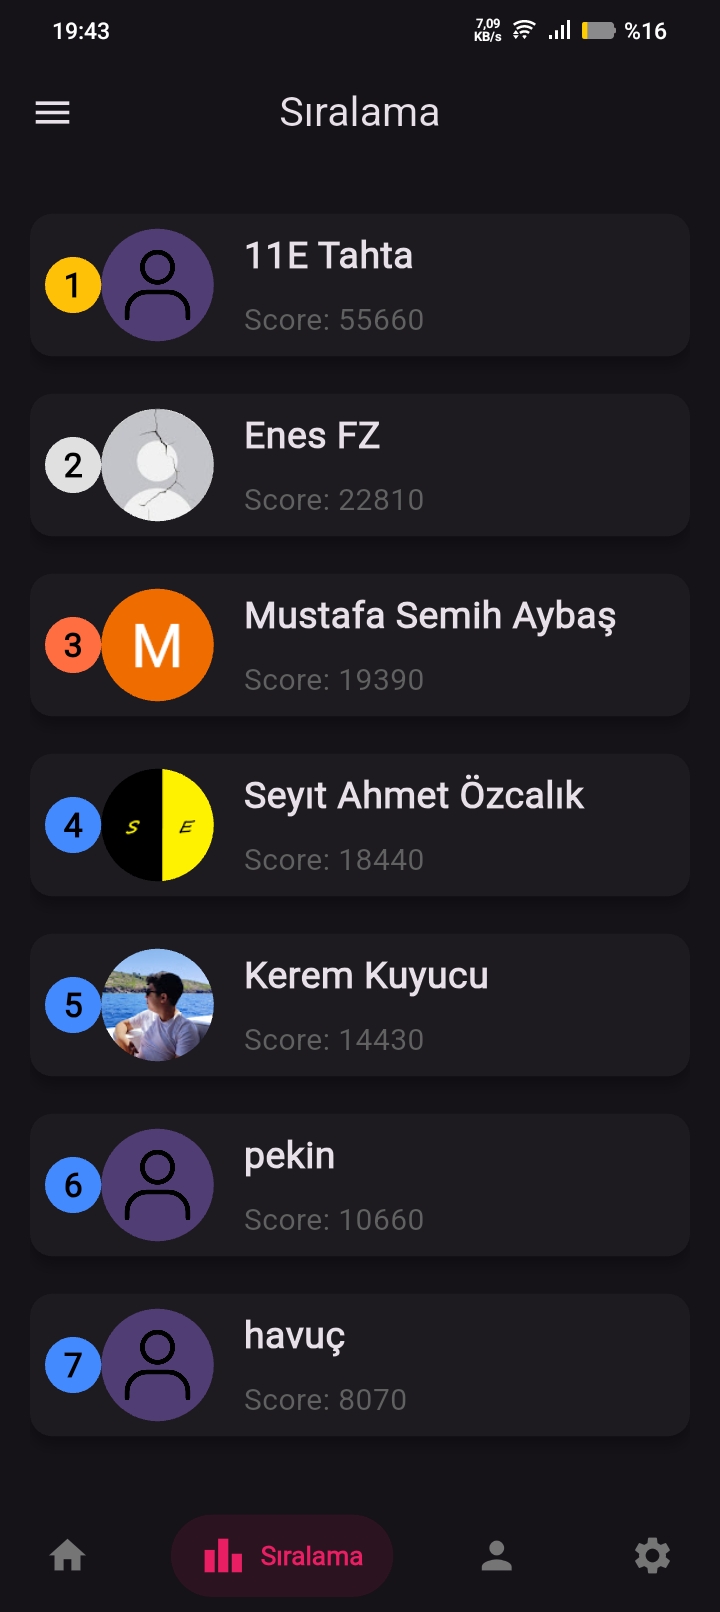 19:43
7,09
KB/s
%16
Sıralama
1
11E Tahta
Score: 55660
2
Enes FZ
Score: 22810
3
M
Mustafa Semih Aybaş
Score: 19390
4
S E
Seyıt Ahmet Özcalık
Score: 18440
5
Kerem Kuyucu
Score: 14430
6
pekin
Score: 10660
7
havuç
Score: 8070
Sıralama